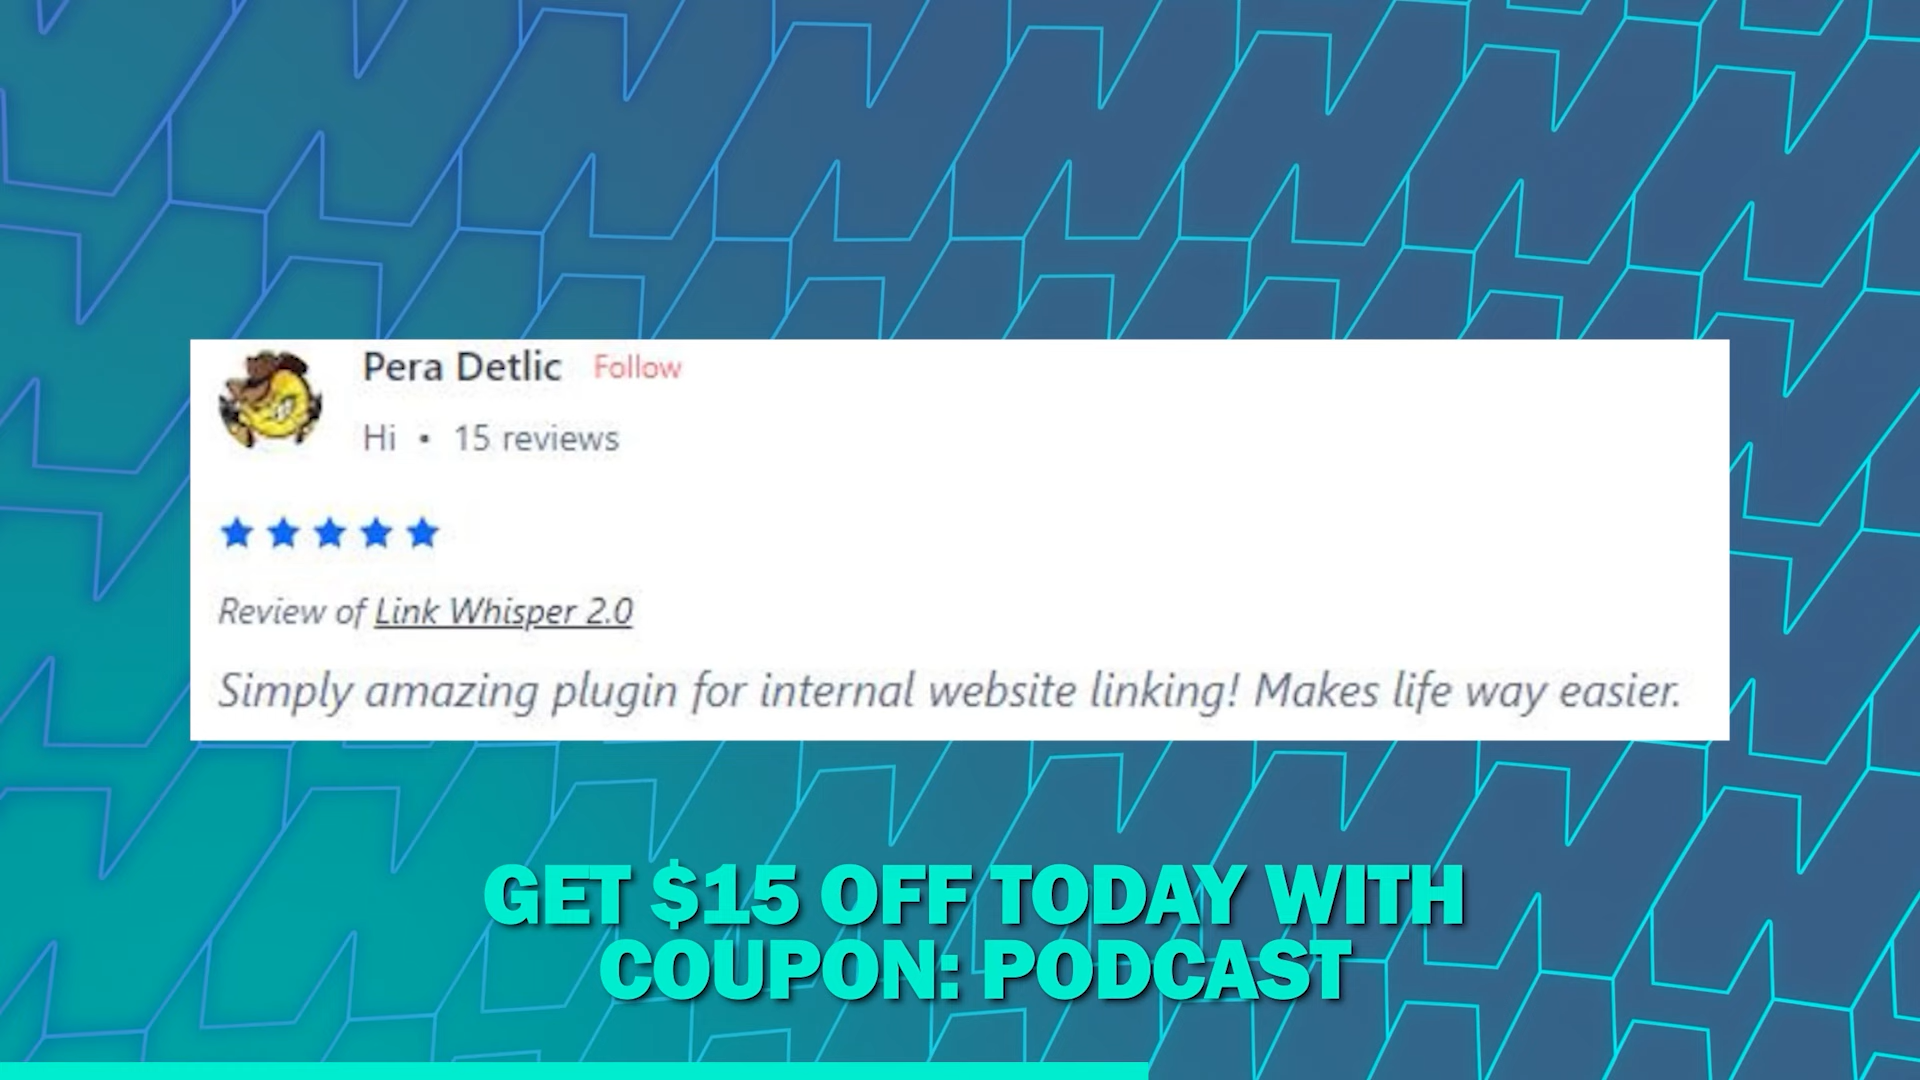 Pera Detlic Follow
Hi • 15 reviews
Review of Link Whisper 2.0
Simply amazing plugin for internal website linking! Makes life way easier.
GET $15 OFF TODAY WITH
COUPON: PODCAST